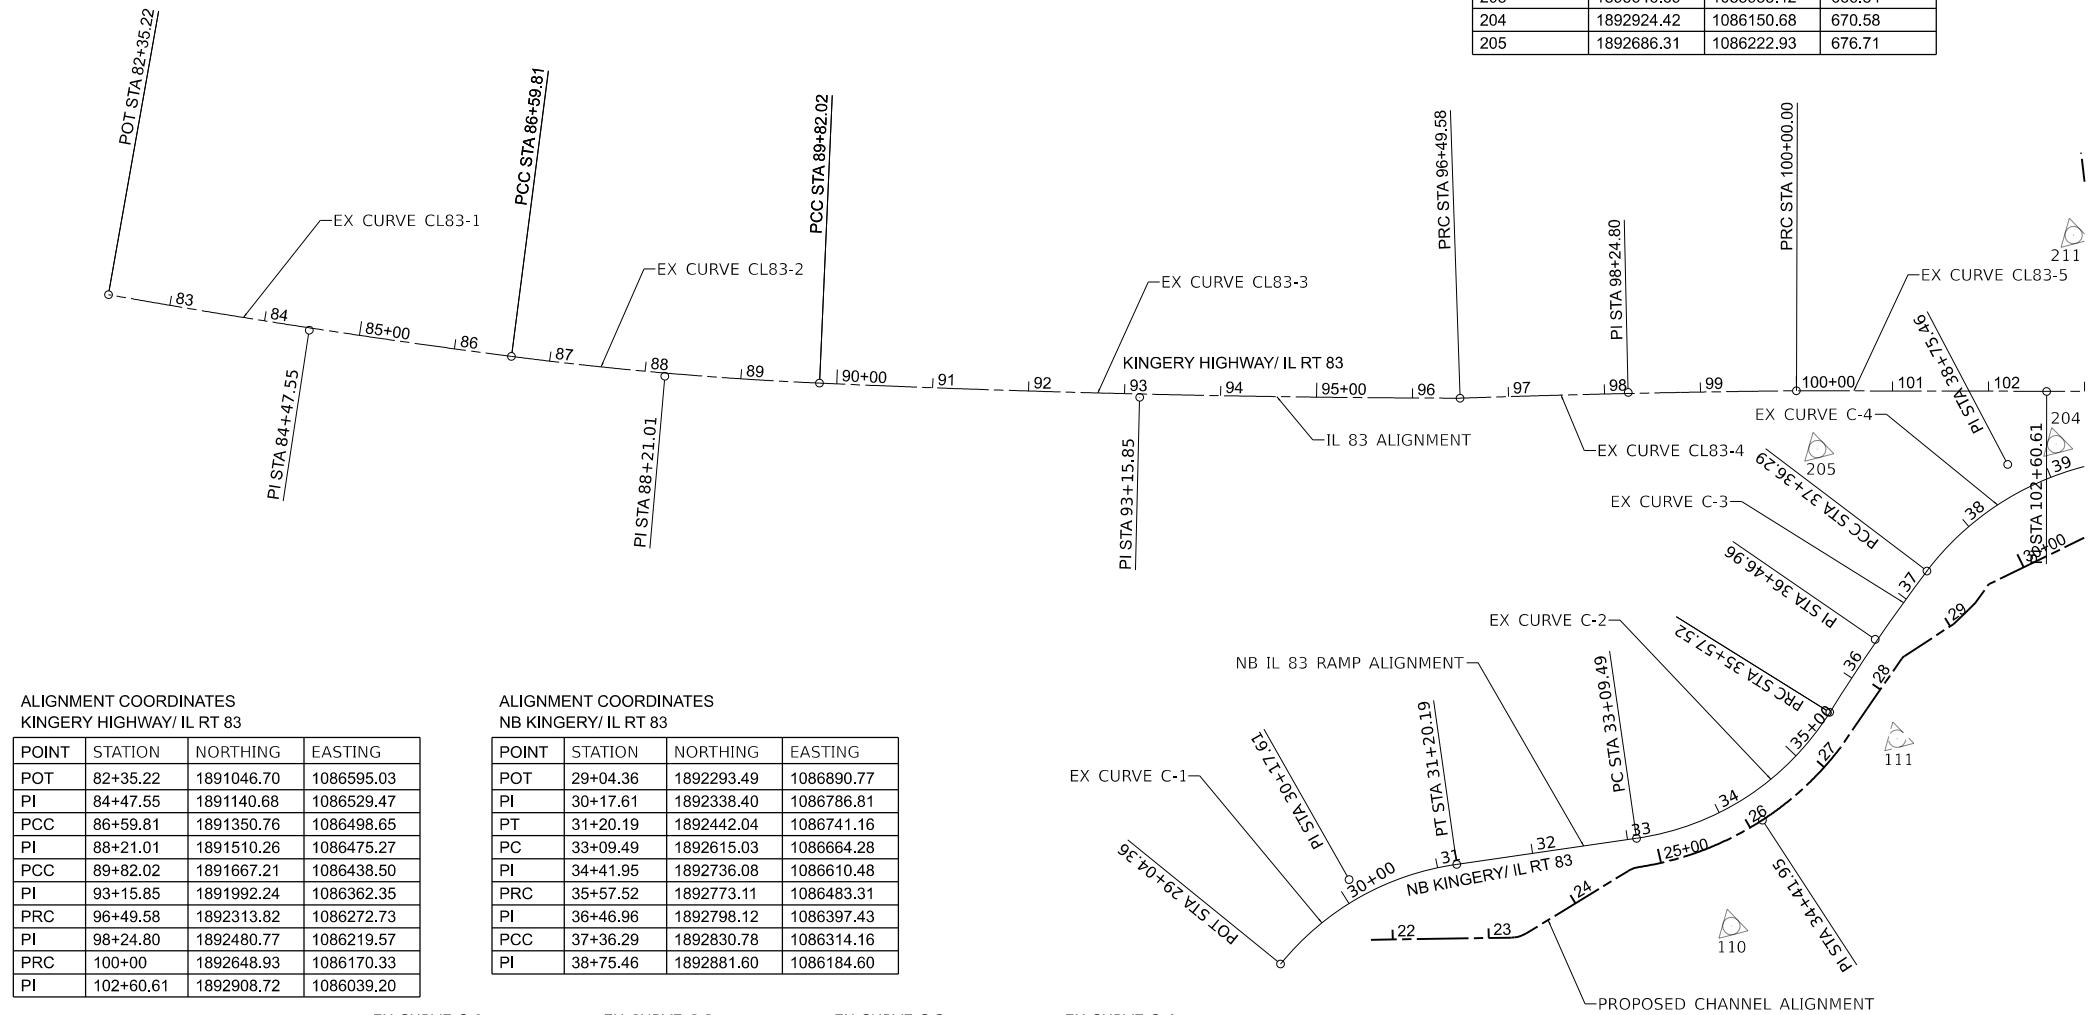 204 1892924.42 1086150.68 670.58
205 1892686.31 1086222.93 676.71
POT STA 82+35.22
PCC STA 86+59.81
PCC STA 89+82.02
PRC STA 96+49.58
PI STA 98+24.80
PRC STA 100+00.00
EX CURVE CL83-1
EX CURVE CL83-2
EX CURVE CL83-3
EX CURVE CL83-5
211
83
84
85+00
86
87
88
89
90+00
91
92
93
94
95+00
96
97
98
99
100+00
101
102
KINGERY HIGHWAY/ IL RT 83
PI STA 84+47.55
PI STA 88+21.01
PI STA 93+15.85
IL 83 ALIGNMENT
EX CURVE CL83-4
EX CURVE C-4
PI STA 38+75.46
204
205
PI STA 102+60.61
39
38
PCC STA 37+36.29
EX CURVE C-3
37
30+00
PI STA 36+46.96
29
EX CURVE C-2
36
28
PRC STA 35+57.52
NB IL 83 RAMP ALIGNMENT
PC STA 33+09.49
35+00
27
111
PT STA 31+20.19
PI STA 30+17.61
EX CURVE C-1
34
26
33
32
31
25+00
30+00
NB KINGERY/ IL RT 83
24
POT STA 29+04.36
22
23
110
PI STA 34+41.95
PROPOSED CHANNEL ALIGNMENT
ALIGNMENT COORDINATES
KINGERY HIGHWAY/ IL RT 83
POINT STATION NORTHING EASTING
POT 82+35.22 1891046.70 1086595.03
PI 84+47.55 1891140.68 1086529.47
PCC 86+59.81 1891350.76 1086498.65
PI 88+21.01 1891510.26 1086475.27
PCC 89+82.02 1891667.21 1086438.50
PI 93+15.85 1891992.24 1086362.35
PRC 96+49.58 1892313.82 1086272.73
PI 98+24.80 1892480.77 1086219.57
PRC 100+00 1892648.93 1086170.33
PI 102+60.61 1892908.72 1086039.20
ALIGNMENT COORDINATES
NB KINGERY/ IL RT 83
POINT STATION NORTHING EASTING
POT 29+04.36 1892293.49 1086890.77
PI 30+17.61 1892338.40 1086786.81
PT 31+20.19 1892442.04 1086741.16
PC 33+09.49 1892615.03 1086664.28
PI 34+41.95 1892736.08 1086610.48
PRC 35+57.52 1892773.11 1086483.31
PI 36+46.96 1892798.12 1086397.43
PCC 37+36.29 1892830.78 1086314.16
PI 38+75.46 1892881.60 1086184.60